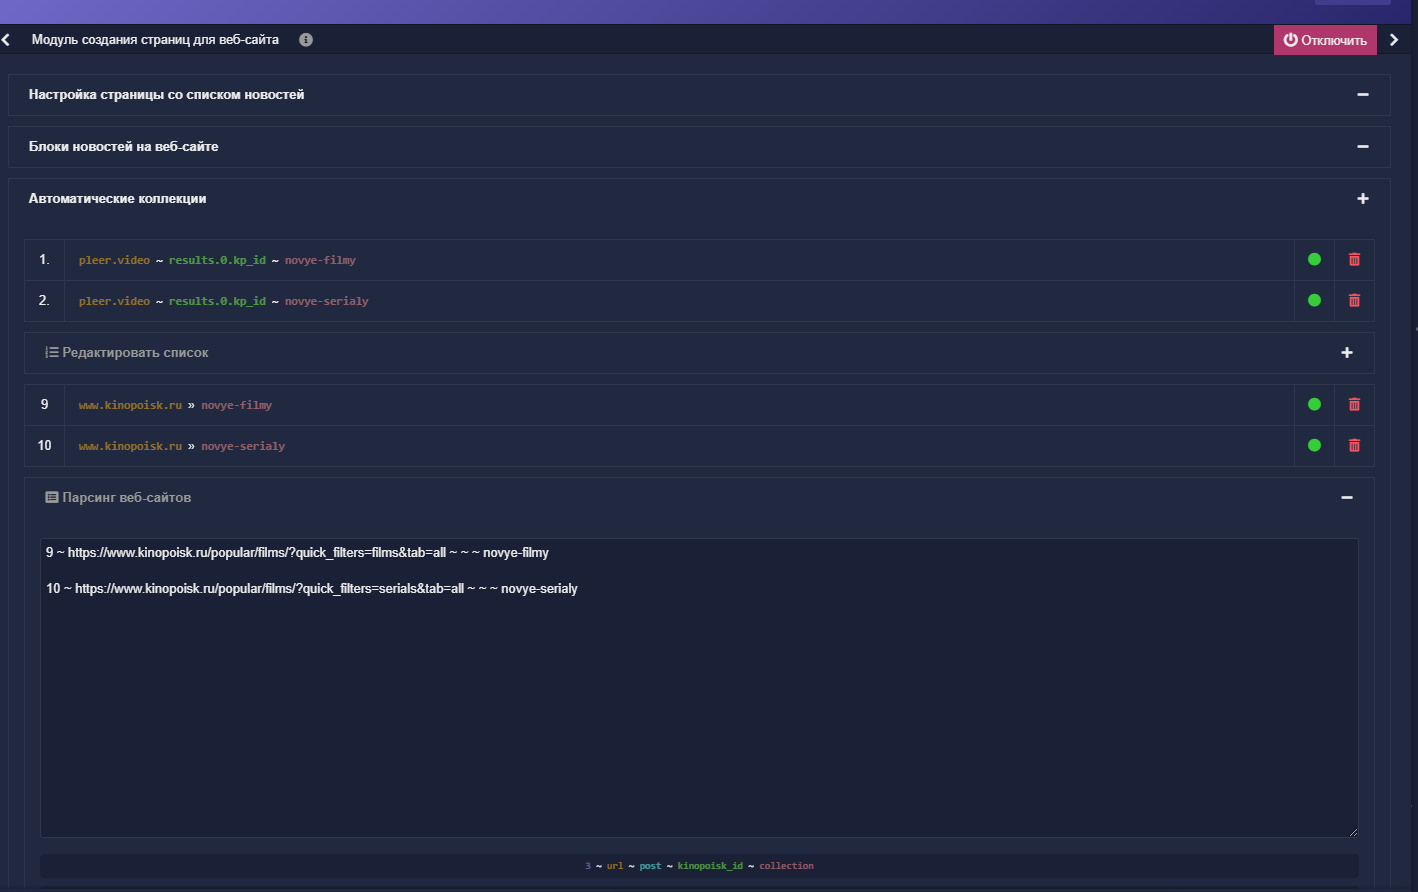 Модуль создания страниц для веб-сайта
Отключить
Настройка страницы со списком новостей
Блоки новостей на веб-сайте
Автоматические коллекции
1. pleer.video ~ results.0.kp_id ~ novye-filmy
2. pleer.video ~ results.0.kp_id ~ novye-serialy
Редактировать список
9 www.kinopoisk.ru » novye-filmy
10 www.kinopoisk.ru » novye-serialy
Парсинг веб-сайтов
9 ~ https://www.kinopoisk.ru/popular/films/?quick_filters=films&tab=all ~ ~ ~ novye-filmy
10 ~ https://www.kinopoisk.ru/popular/films/?quick_filters=serials&tab=all ~ ~ ~ novye-serialy
3 ~ url ~ post ~ kinopoisk_id ~ collection